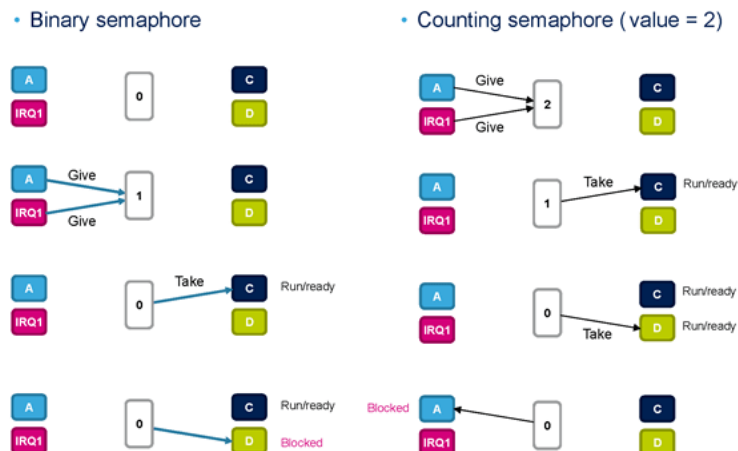 • Binary semaphore
A
IRQ1
0
C
D
A
IRQ1
Give
Give
1
C
D
A
IRQ1
0
Take
C
D
Run/ready
A
IRQ1
0
C
D
Run/ready
Blocked
• Counting semaphore ( value = 2)
A
IRQ1
Give
Give
2
C
D
A
IRQ1
1
Take
C
D
Run/ready
A
IRQ1
0
Take
C
D
Run/ready
Run/ready
Blocked
A
IRQ1
0
C
D